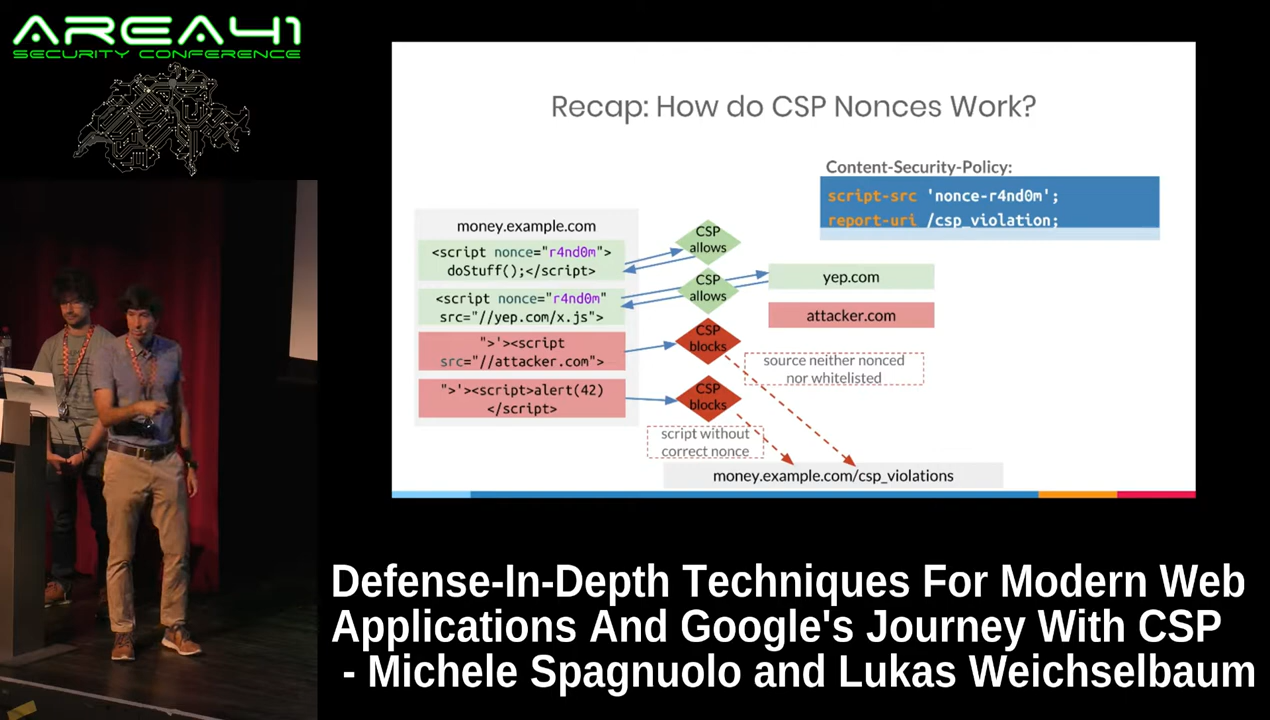 AREA41
SECURITY CONFERENCE
Recap: How do CSP Nonces Work?
Content-Security-Policy:
script-src 'nonce-r4nd0m';
report-uri /csp_violation;
money.example.com
<script nonce="r4nd0m">
doStuff();</script>
CSP
allows
<script nonce="r4nd0m"
src="//yep.com/x.js">
CSP
allows
yep.com
attacker.com
">'><script
src="//attacker.com">
CSP
blocks
source neither nonced
nor whitelisted
">'><script>alert(42)
</script>
CSP
blocks
script without
correct nonce
money.example.com/csp_violations
Defense-In-Depth Techniques For Modern Web
Applications And Google's Journey With CSP
- Michele Spagnuolo and Lukas Weichselbaum